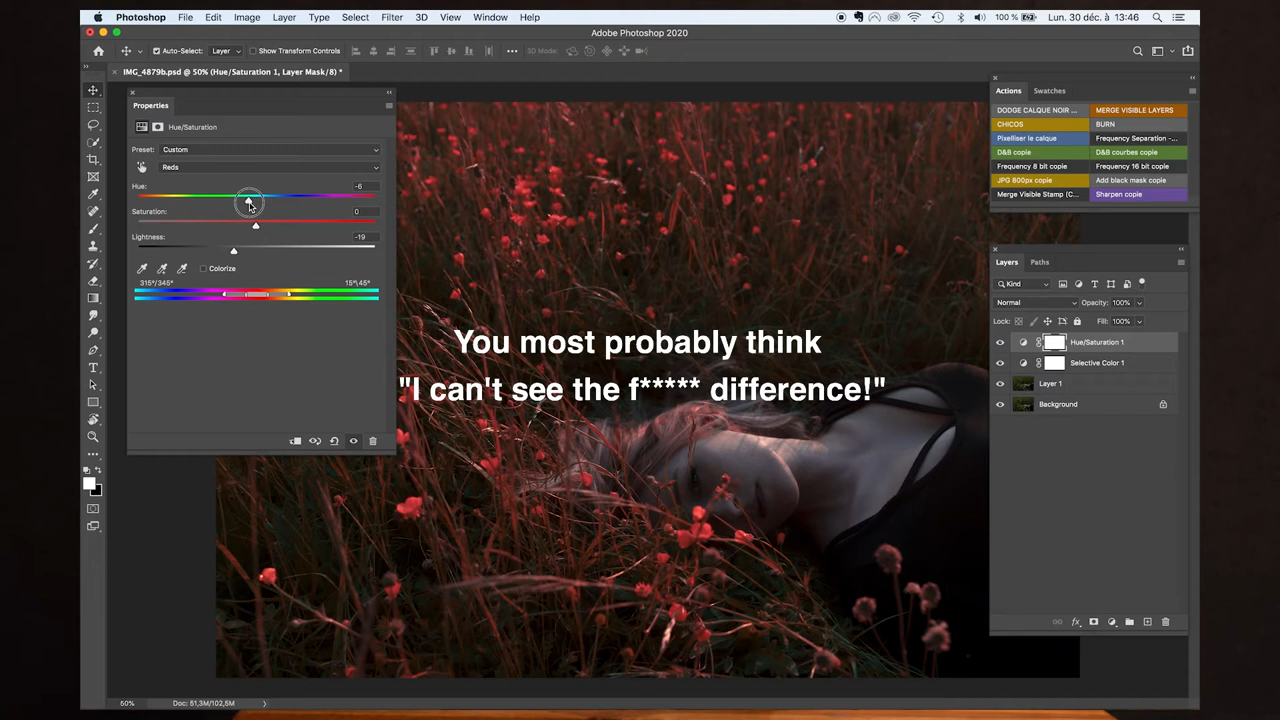 Photoshop File Edit Image Layer Type Select Filter 3D View Window Help 100 % Lun. 30 déc. à 13:46
Adobe Photoshop 2020
Auto-Select: Layer Show Transform Controls 3D Mode:
IMG_4879b.psd @ 50% (Hue/Saturation 1, Layer Mask/8) *
Properties
Hue/Saturation
Preset: Custom
Reds
Hue: -6
Saturation: 0
Lightness: -19
Colorize
315°/345° 15°\45°
You most probably think
"I can't see the f***** difference!"
Actions Swatches
DODGE CALQUE NOIR ... MERGE VISIBLE LAYERS
CHICOS BURN
Pixelliser le calque Frequency Separation -...
D&B copie D&B courbes copie
Frequency 8 bit copie Frequency 16 bit copie
JPG 800px copie Add black mask copie
Merge Visible Stamp (C... Sharpen copie
Layers Paths
Kind
Normal Opacity: 100%
Lock: Fill: 100%
Hue/Saturation 1
Selective Color 1
Layer 1
Background
50% Doc: 51,3M/102,5M